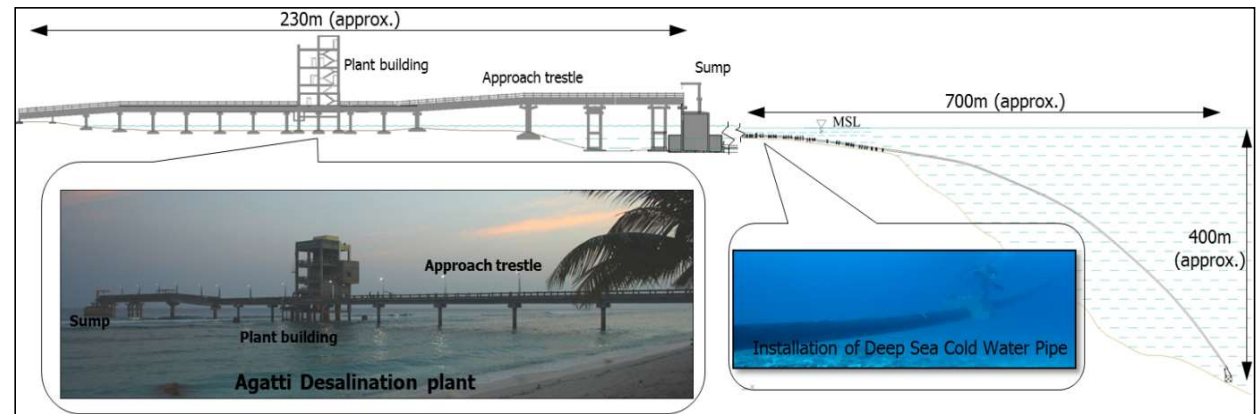 230m (approx.)
Plant building
Approach trestle
Sump
700m (approx.)
MSL
400m
(approx.)
Approach trestle
Sump
Plant building
Agatti Desalination plant
Installation of Deep Sea Cold Water Pipe